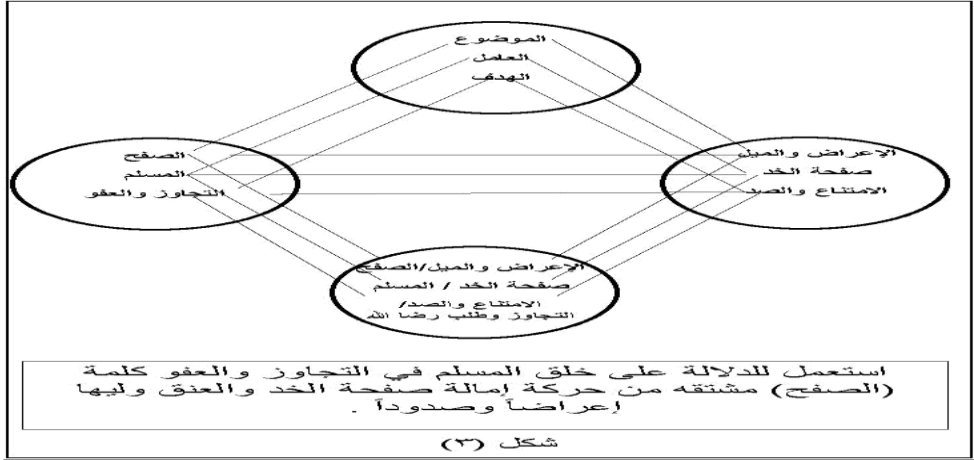 الموضوع
العامل
الهدف
الإعراض والميل
صفحة الخد
الامتناع والصد
الصفح
المسلم
التجاوز والعفو
الإعراض والميل/الصفح
صفحة الخد / المسلم
الامتناع والصد/
التجاوز وطلب رضا الله
استعمل للدلالة على خلق المسلم في التجاوز والعفو كلمة
(الصفح) مشتقه من حركة إمالة صفحة الخد والعنق وليها
إعراضاً وصدوداً .
شكل (٣)